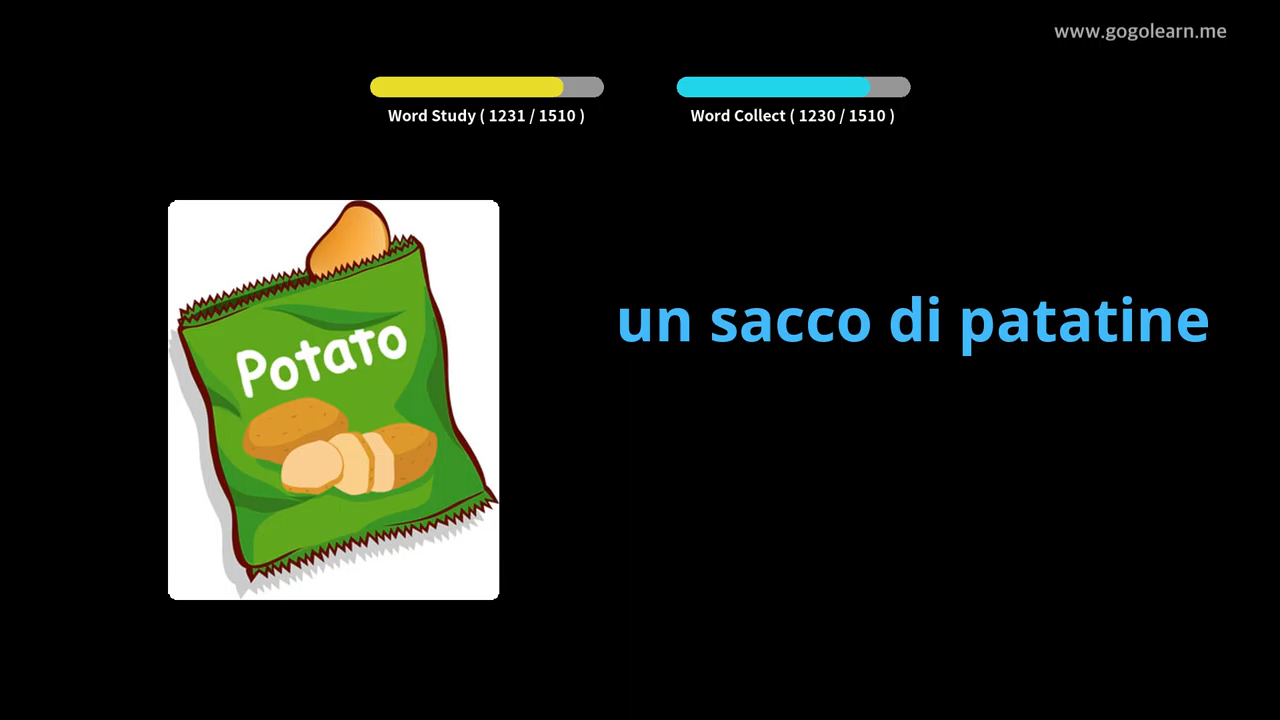 www.gogolearn.me
Word Study ( 1231 / 1510 )
Word Collect ( 1230 / 1510 )
Potato
un sacco di patatine